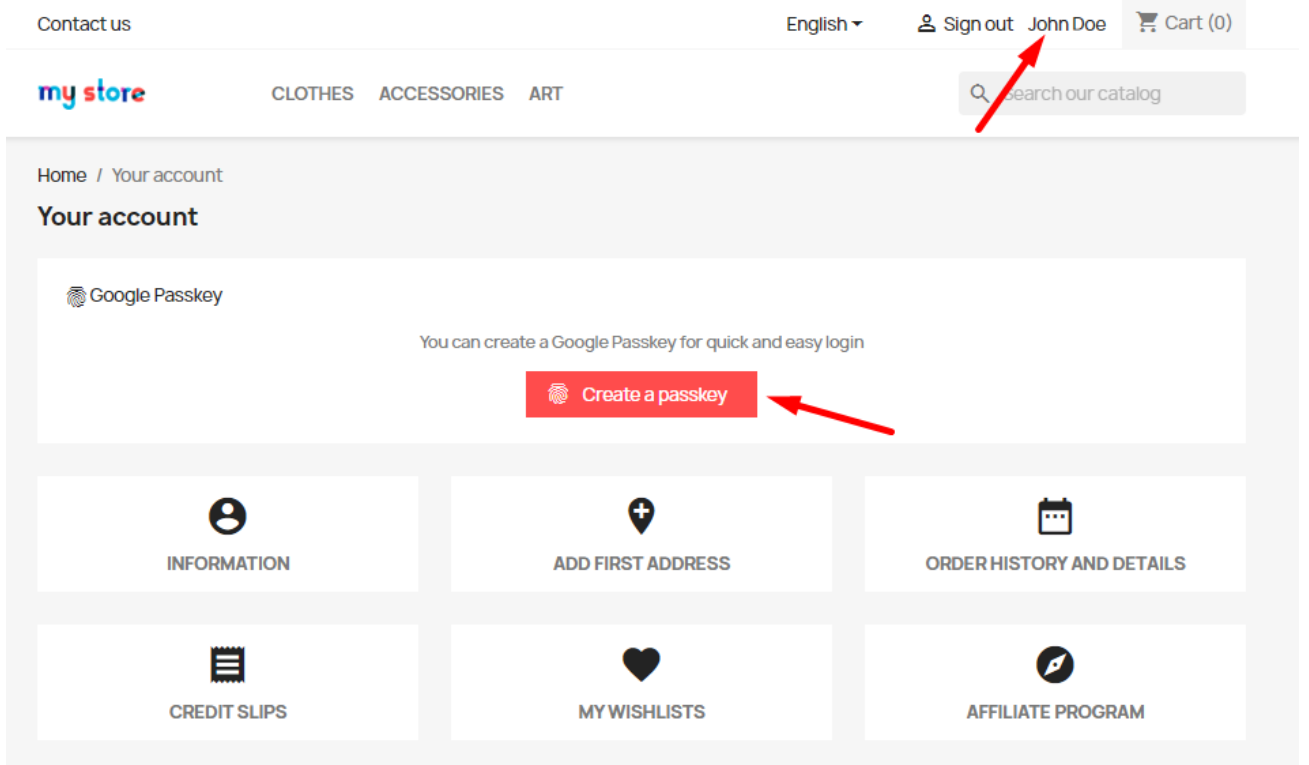 Contact us English Sign out John Doe Cart (0)
my store CLOTHES ACCESSORIES ART Search our catalog
Home / Your account
Your account
Google Passkey
You can create a Google Passkey for quick and easy login
Create a passkey
INFORMATION ADD FIRST ADDRESS ORDER HISTORY AND DETAILS
CREDIT SLIPS MY WISHLISTS AFFILIATE PROGRAM